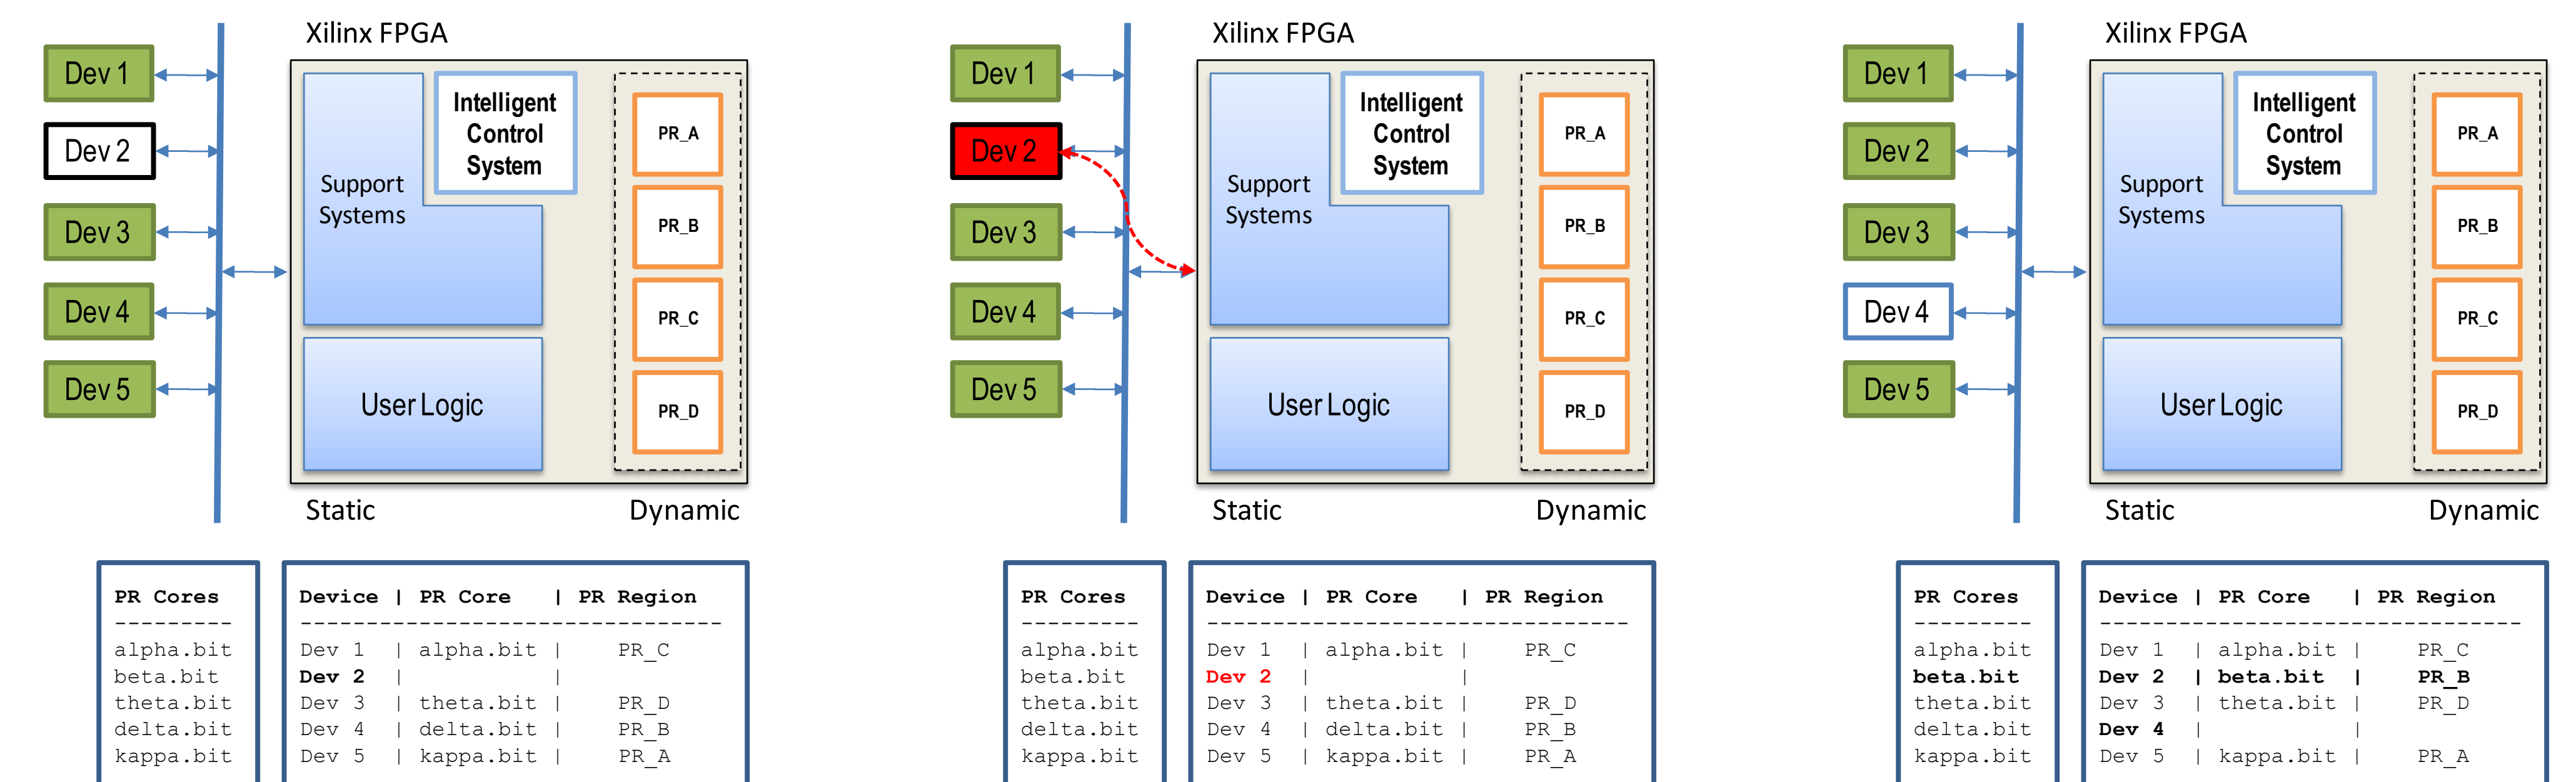 Xilinx FPGA
Dev 1
Dev 2
Dev 3
Dev 4
Dev 5
Support
Systems
Intelligent
Control
System
User Logic
PR_A
PR_B
PR_C
PR_D
Static
Dynamic
PR Cores
---------
alpha.bit
beta.bit
theta.bit
delta.bit
kappa.bit
Device | PR Core | PR Region
--------------------------------
Dev 1 | alpha.bit | PR_C
Dev 2 | |
Dev 3 | theta.bit | PR_D
Dev 4 | delta.bit | PR_B
Dev 5 | kappa.bit | PR_A
Xilinx FPGA
Dev 1
Dev 2
Dev 3
Dev 4
Dev 5
Support
Systems
Intelligent
Control
System
User Logic
PR_A
PR_B
PR_C
PR_D
Static
Dynamic
PR Cores
---------
alpha.bit
beta.bit
theta.bit
delta.bit
kappa.bit
Device | PR Core | PR Region
--------------------------------
Dev 1 | alpha.bit | PR_C
Dev 2 | |
Dev 3 | theta.bit | PR_D
Dev 4 | delta.bit | PR_B
Dev 5 | kappa.bit | PR_A
Xilinx FPGA
Dev 1
Dev 2
Dev 3
Dev 4
Dev 5
Support
Systems
Intelligent
Control
System
User Logic
PR_A
PR_B
PR_C
PR_D
Static
Dynamic
PR Cores
---------
alpha.bit
beta.bit
theta.bit
delta.bit
kappa.bit
Device | PR Core | PR Region
--------------------------------
Dev 1 | alpha.bit | PR_C
Dev 2 | beta.bit | PR_B
Dev 3 | theta.bit | PR_D
Dev 4 | |
Dev 5 | kappa.bit | PR_A